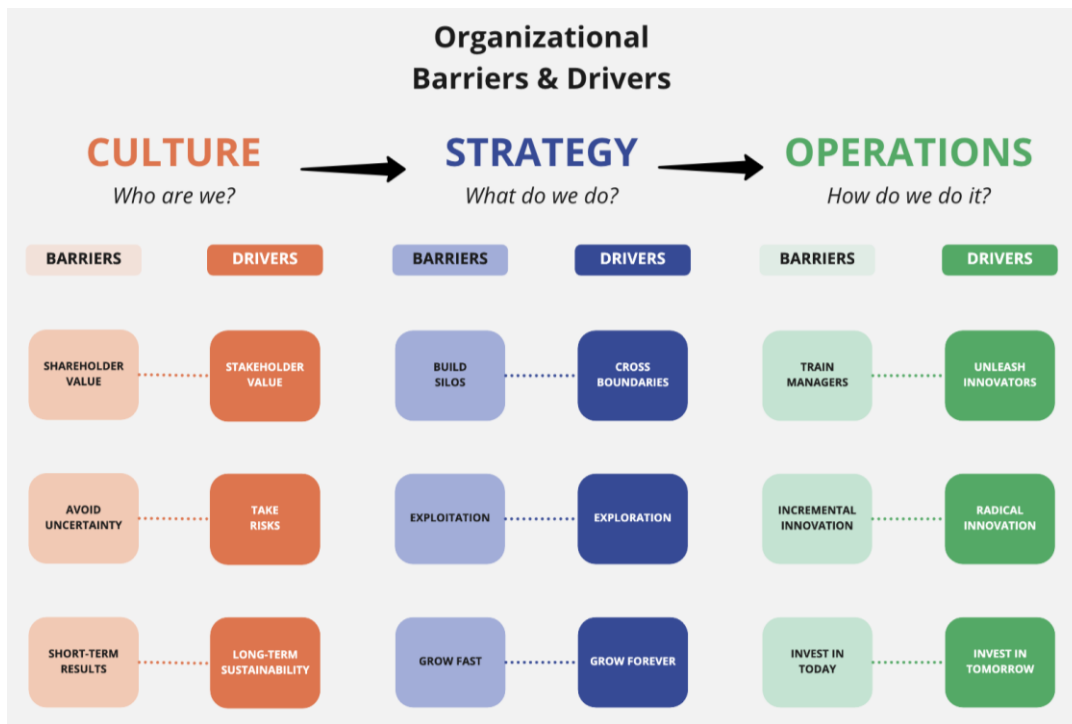 Organizational
Barriers & Drivers
CULTURE
Who are we?
STRATEGY
What do we do?
OPERATIONS
How do we do it?
BARRIERS
DRIVERS
BARRIERS
DRIVERS
BARRIERS
DRIVERS
SHAREHOLDER
VALUE
STAKEHOLDER
VALUE
BUILD
SILOS
CROSS
BOUNDARIES
TRAIN
MANAGERS
UNLEASH
INNOVATORS
AVOID
UNCERTAINTY
TAKE
RISKS
EXPLOITATION
EXPLORATION
INCREMENTAL
INNOVATION
RADICAL
INNOVATION
SHORT-TERM
RESULTS
LONG-TERM
SUSTAINABILITY
GROW FAST
GROW FOREVER
INVEST IN
TODAY
INVEST IN
TOMORROW